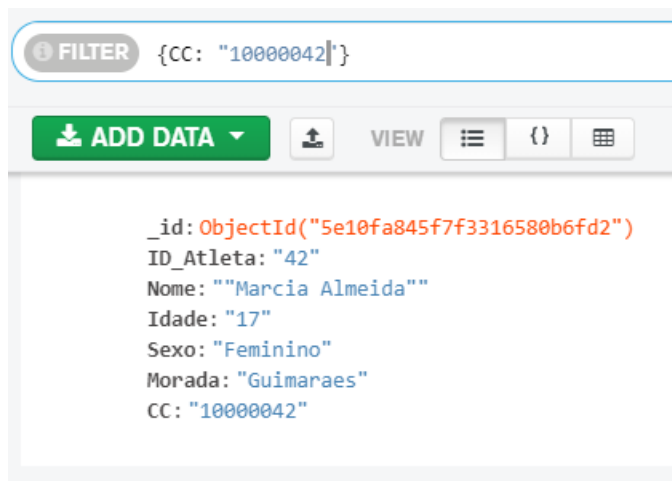 FILTER {CC: "10000042"}
ADD DATA VIEW {}
_id: ObjectId("5e10fa845f7f3316580b6fd2")
ID_Atleta: "42"
Nome: ""Marcia Almeida""
Idade: "17"
Sexo: "Feminino"
Morada: "Guimaraes"
CC: "10000042"